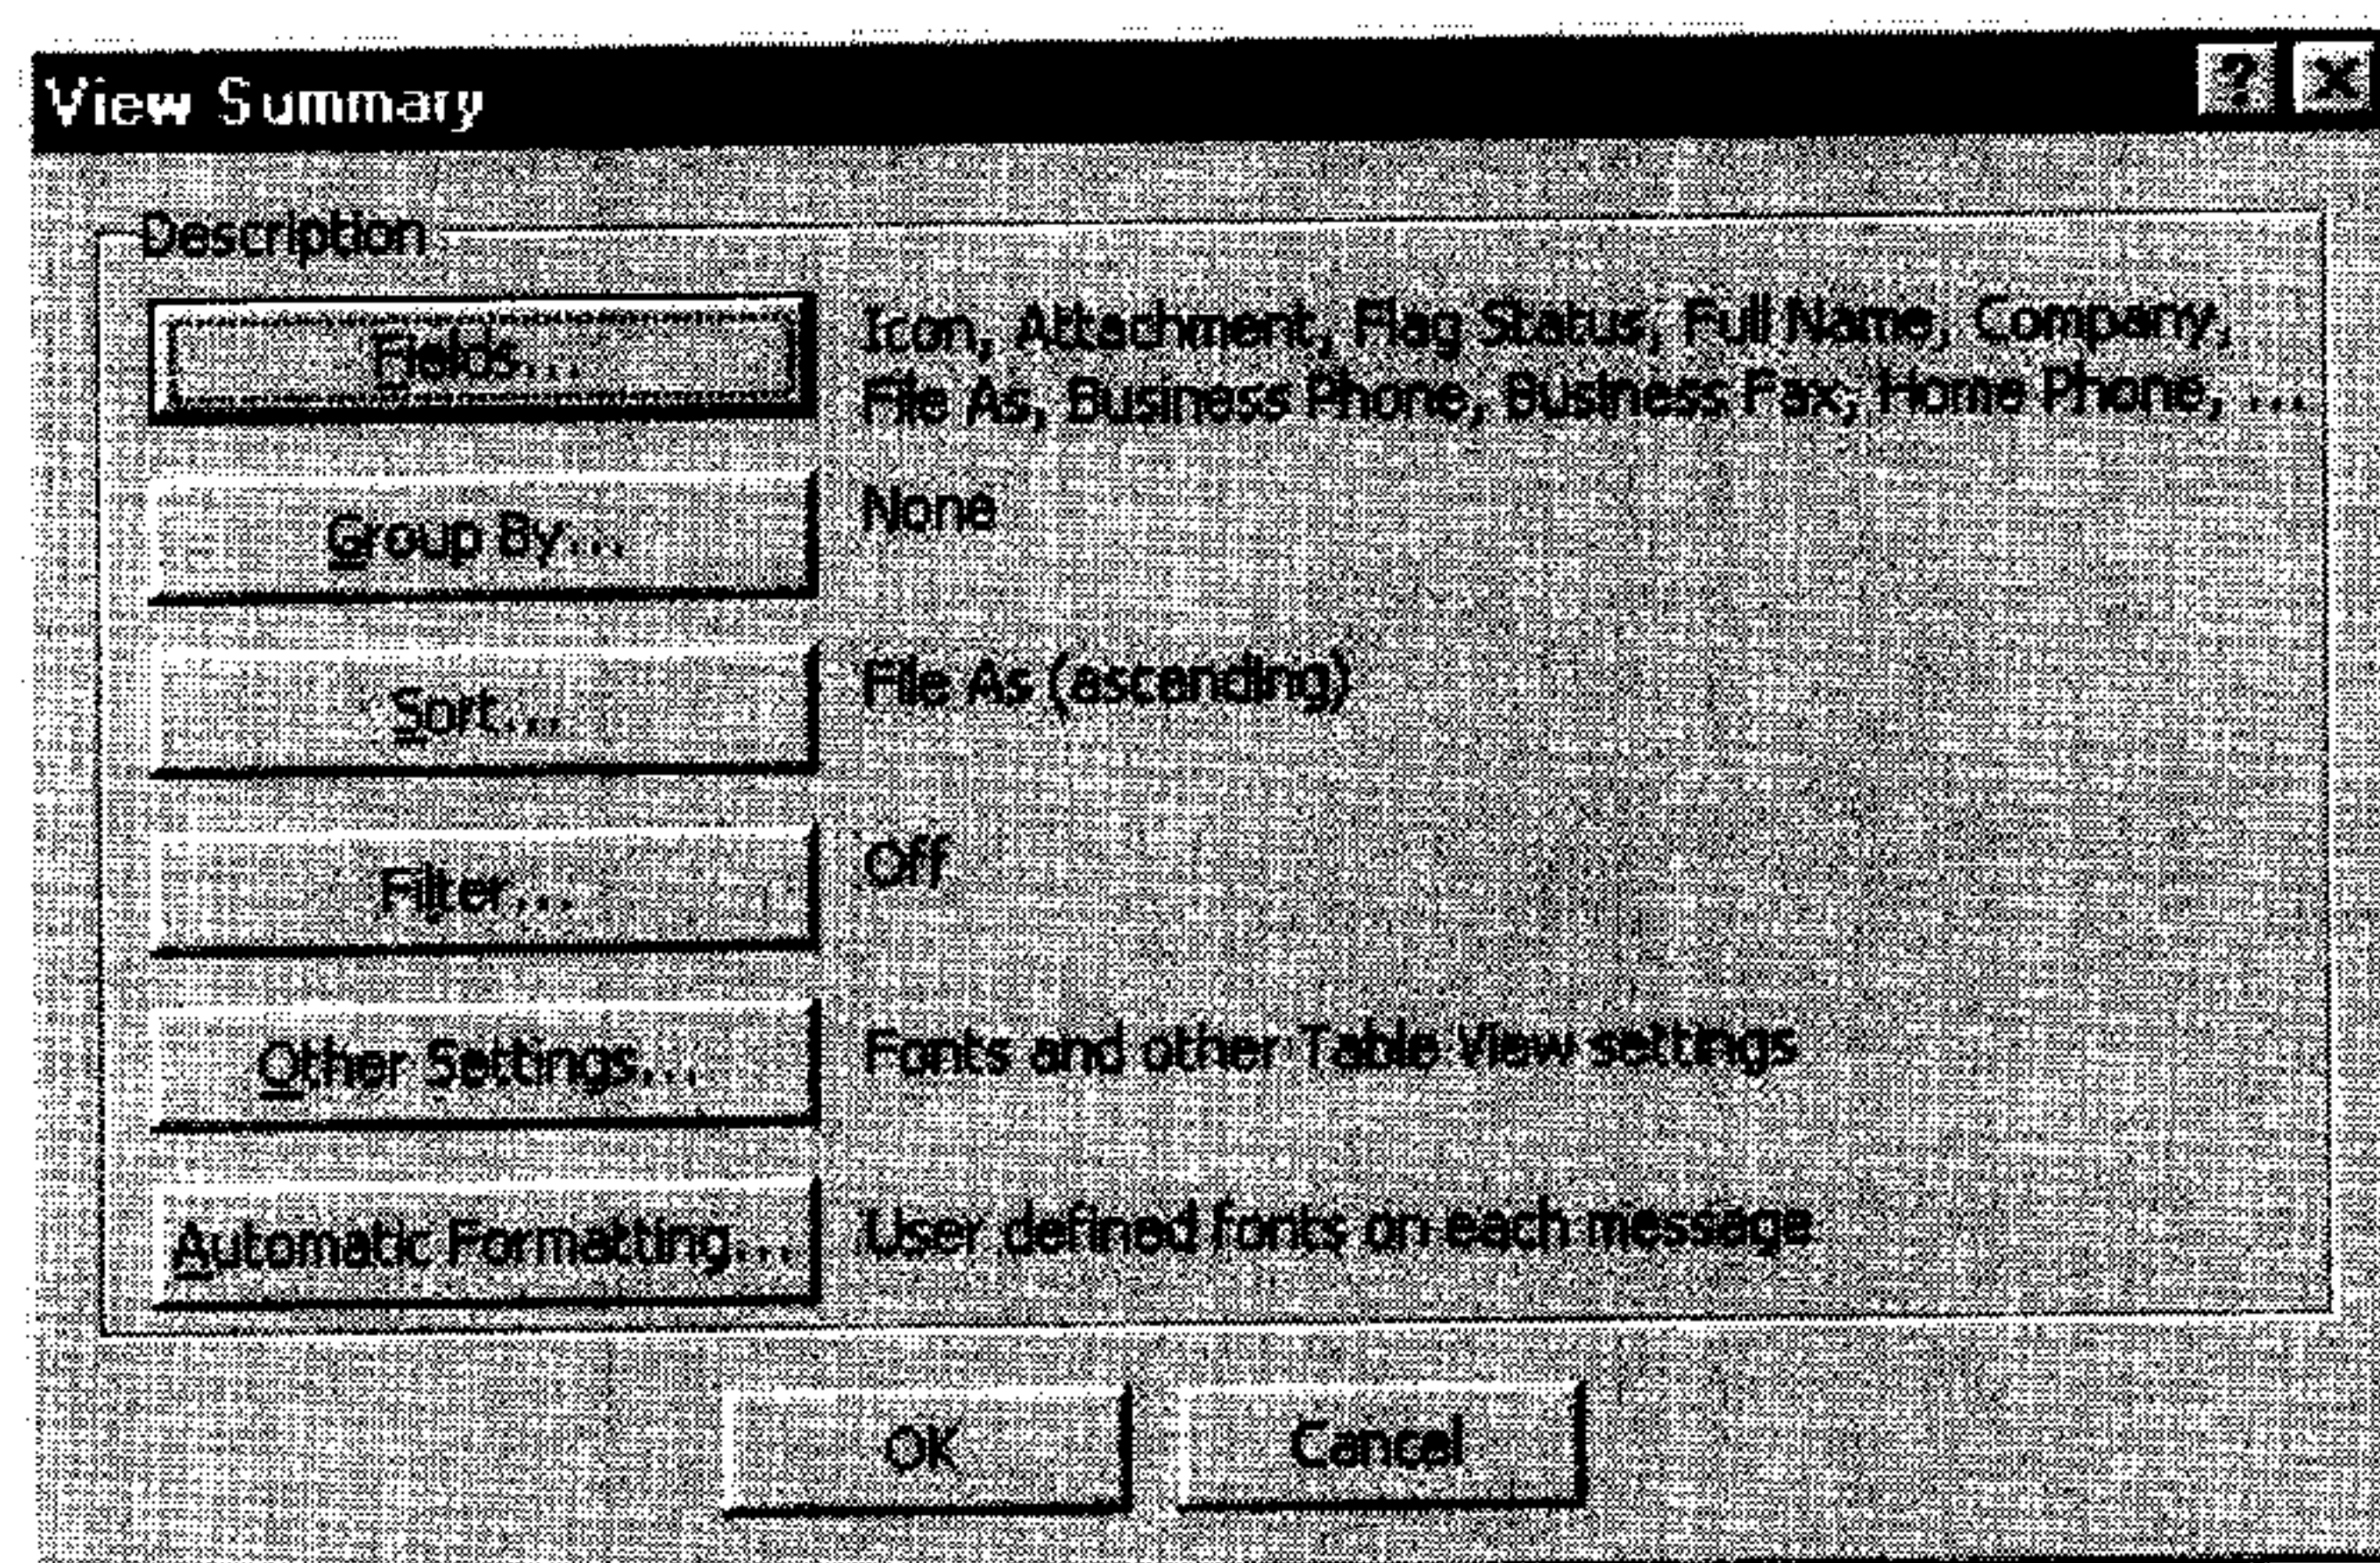 View Summary
Description
Fields...
Icon, Attachment, Flag Status, Full Name, Company,
File As, Business Phone, Business Fax, Home Phone, ...
Group By...
None
Sort...
File As (ascending)
Filter...
Off
Other Settings...
Fonts and other Table View settings
Automatic Formatting...
User defined fonts on each message
OK
Cancel